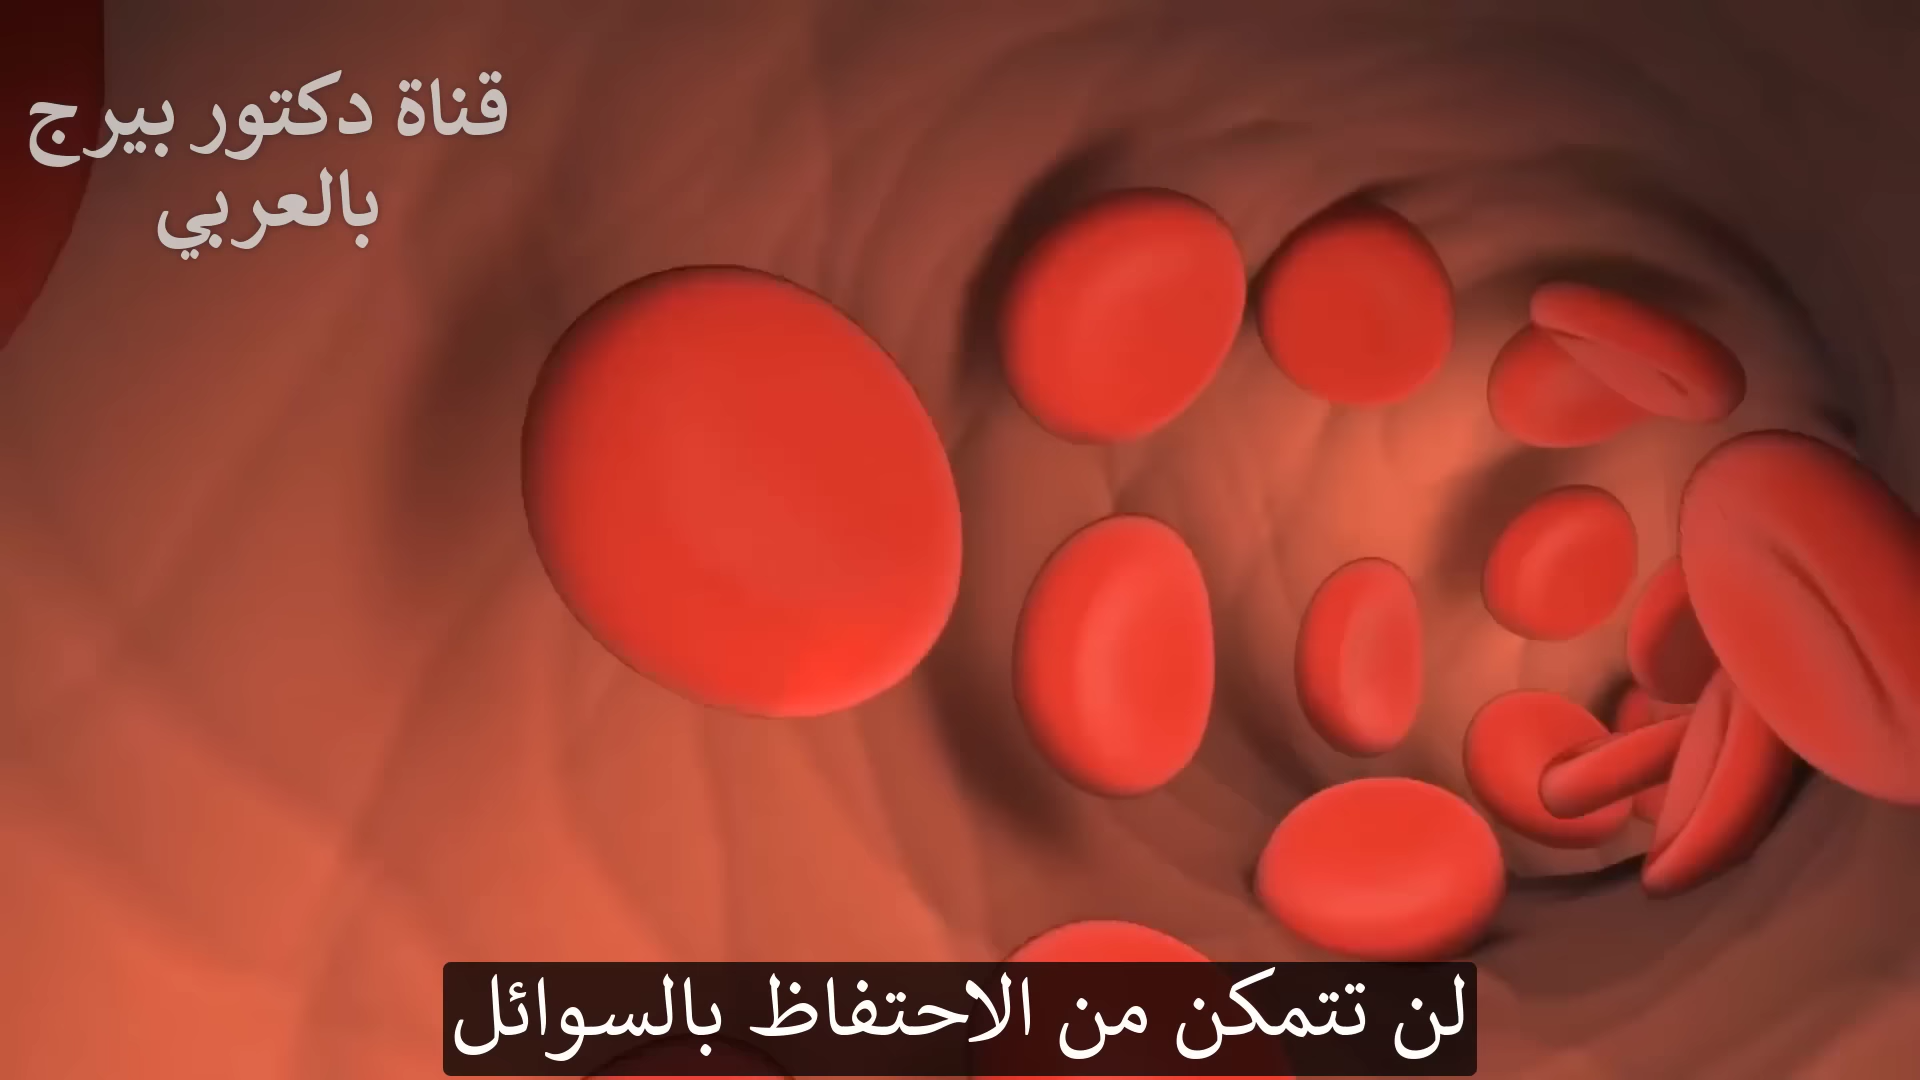 قناة دكتور بيرج
بالعربي
لن تتمكن من الاحتفاظ بالسوائل